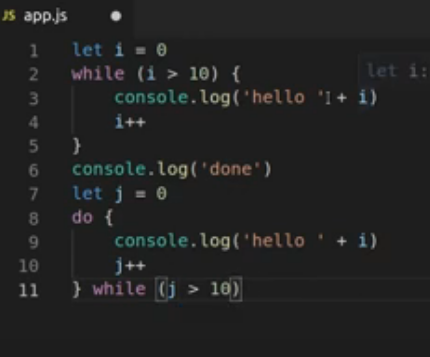 JS app.js
1 let i = 0
2 while (i > 10) {
3 console.log('hello ' + i)
4 i++
5 }
6 console.log('done')
7 let j = 0
8 do {
9 console.log('hello ' + i)
10 j++
11 } while (j > 10)
let i: